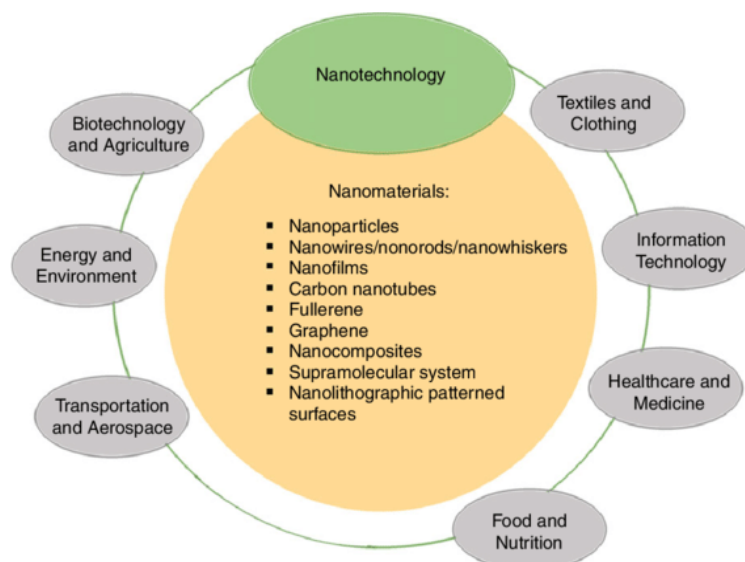 Nanotechnology
Textiles and
Clothing
Biotechnology
and Agriculture
Nanomaterials:
▪ Nanoparticles
▪ Nanowires/nonorods/nanowhiskers
▪ Nanofilms
▪ Carbon nanotubes
▪ Fullerene
▪ Graphene
▪ Nanocomposites
▪ Supramolecular system
▪ Nanolithographic patterned
surfaces
Energy and
Environment
Information
Technology
Transportation
and Aerospace
Healthcare and
Medicine
Food and
Nutrition